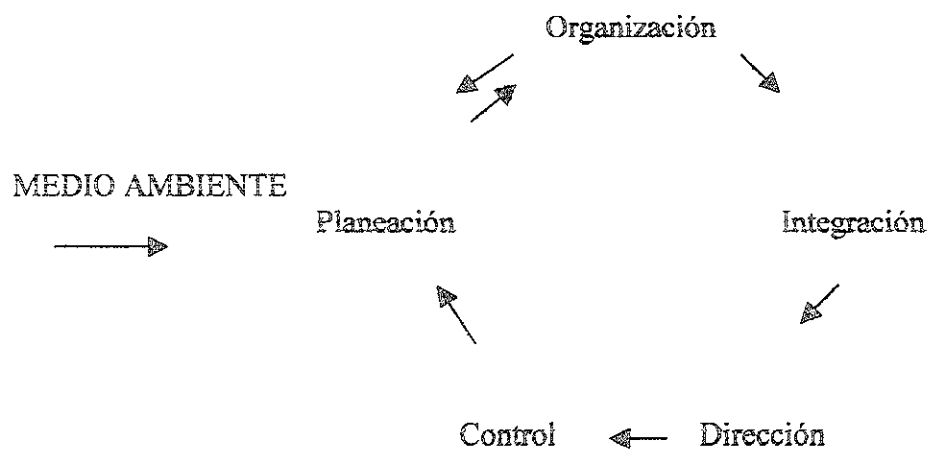 Organización
MEDIO AMBIENTE
Planeación
Integración
Control
Dirección